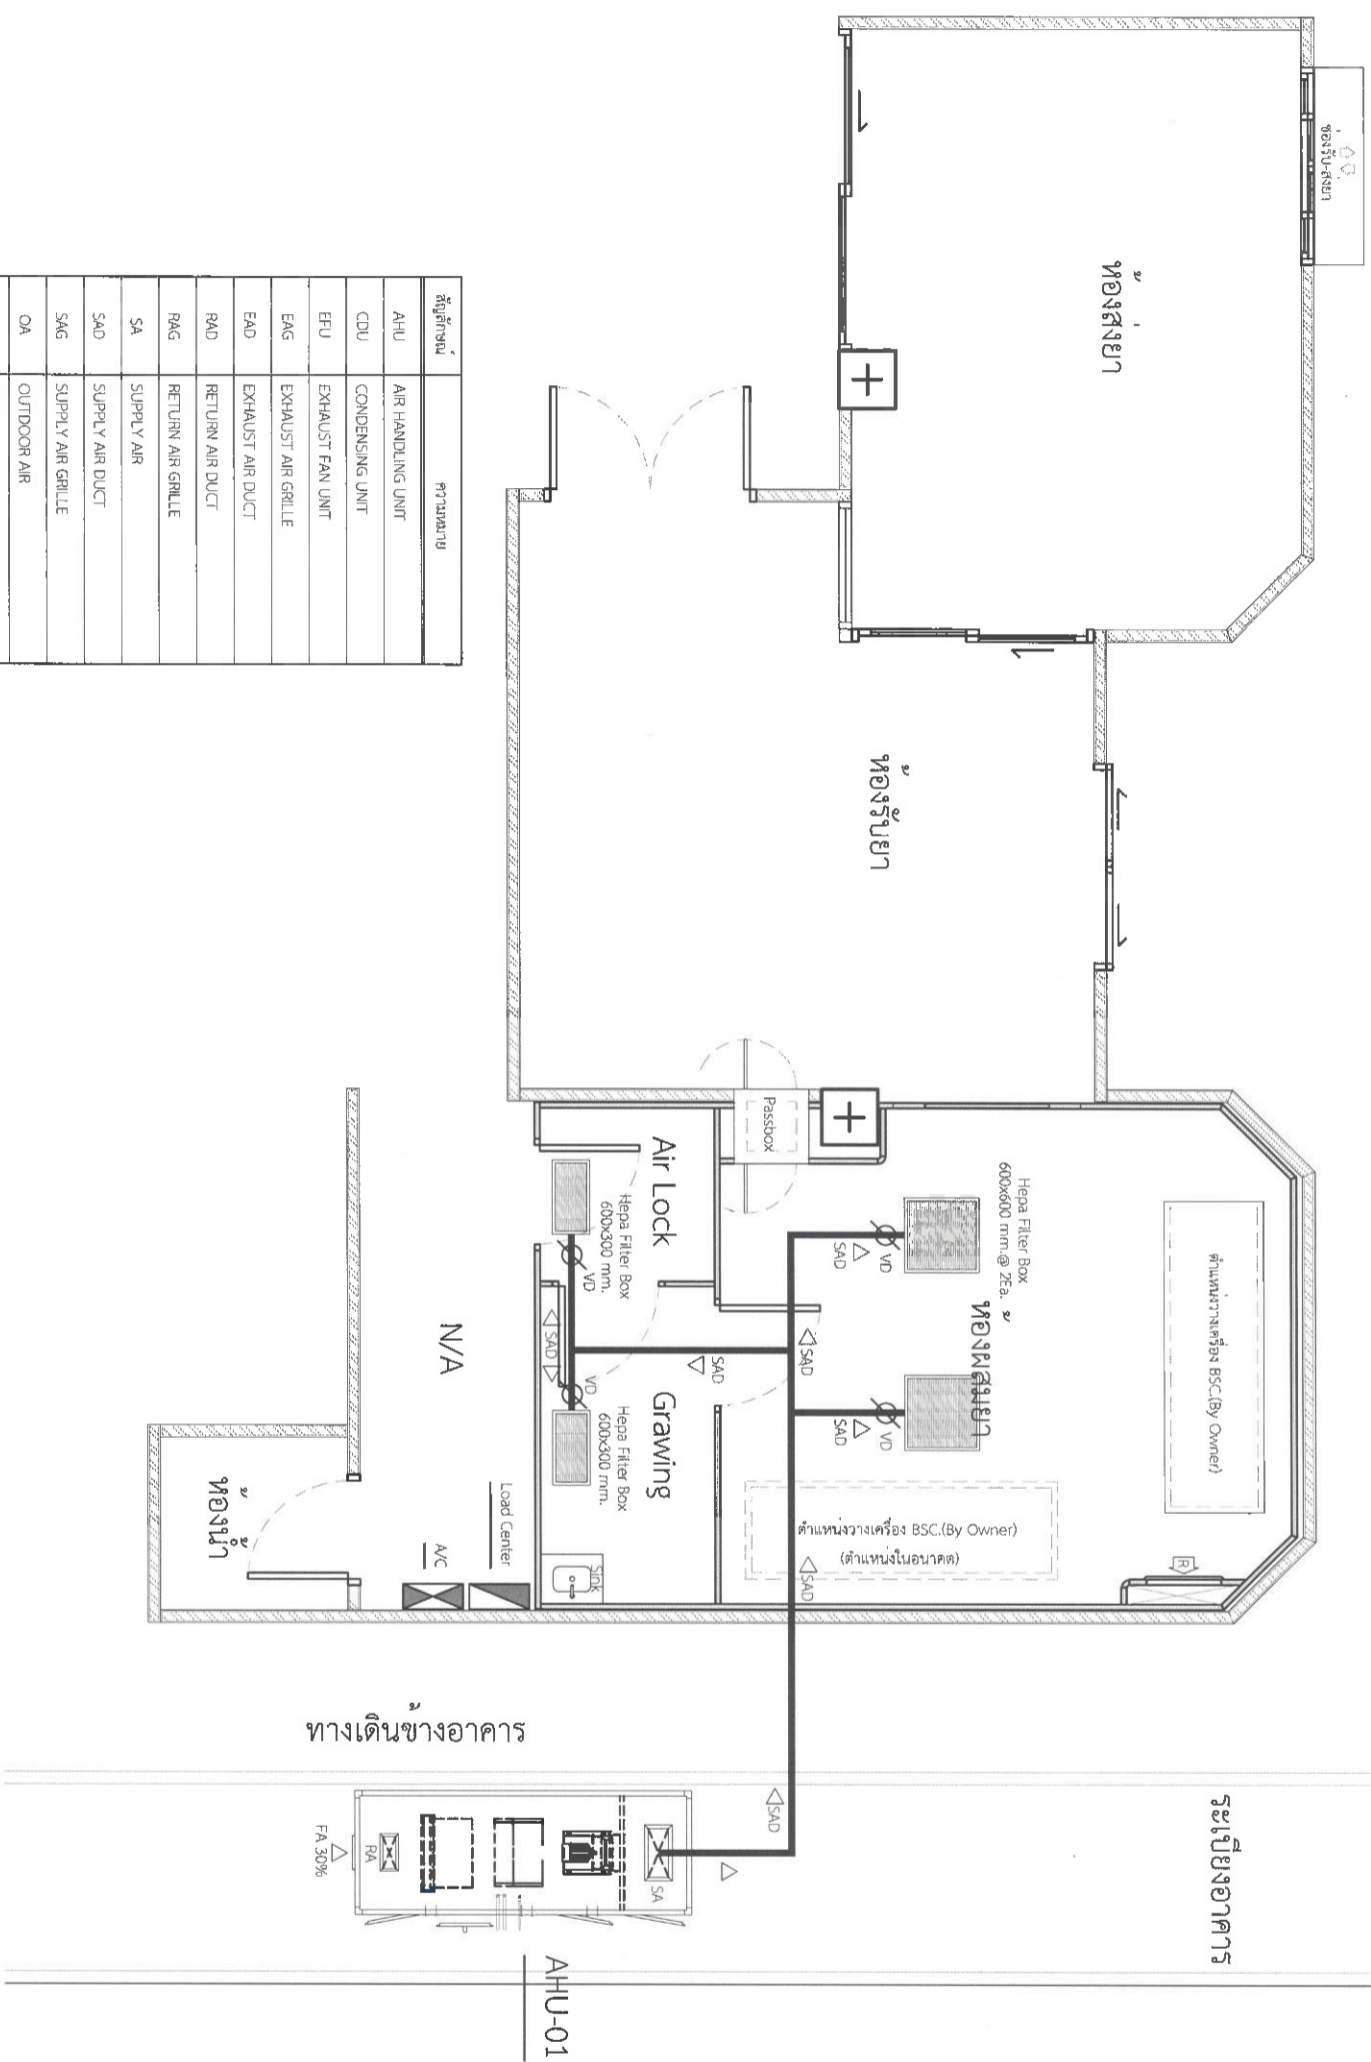 ช่องรับ-ส่งยา
ห้องส่งยา
ห้องรับยา
สัญลักษณ์ ความหมาย
AHU AIR HANDLING UNIT
CDU CONDENSING UNIT
EFU EXHAUST FAN UNIT
EAG EXHAUST AIR GRILLE
EAD EXHAUST AIR DUCT
RAD RETURN AIR DUCT
RAG RETURN AIR GRILLE
SA SUPPLY AIR
SAD SUPPLY AIR DUCT
SAG SUPPLY AIR GRILLE
OA OUTDOOR AIR
Passbox
Air Lock
Hepa Filter Box
600x300 mm.
VD
SAD
Hepa Filter Box
600x600 mm.@ 2Ea.
VD
SAD
ห้องผสมยา
VD
SAD
SAD
SAD
ตำแหน่งวางเครื่อง BSC.(By Owner)
ตำแหน่งวางเครื่อง BSC.(By Owner)
(ตำแหน่งในอนาคต)
SAD
R
Grawing
VD
Hepa Filter Box
600x300 mm.
Sink
N/A
Load Center
A/C
ห้องน้ำ
ทางเดินข้างอาคาร
ระเบียงอาคาร
SAD
SA
RA
FA 30%
AHU-01